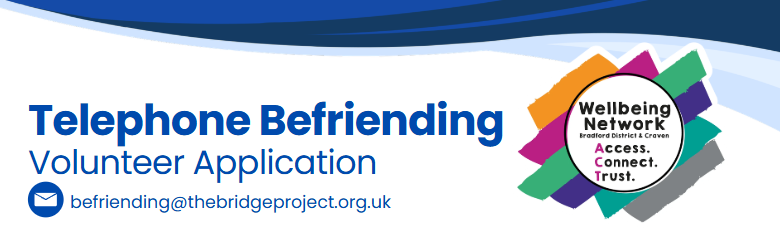 Telephone Befriending
Volunteer Application
befriending@thebridgeproject.org.uk
Wellbeing
Network
Bradford District & Craven
Access.
Connect.
Trust.